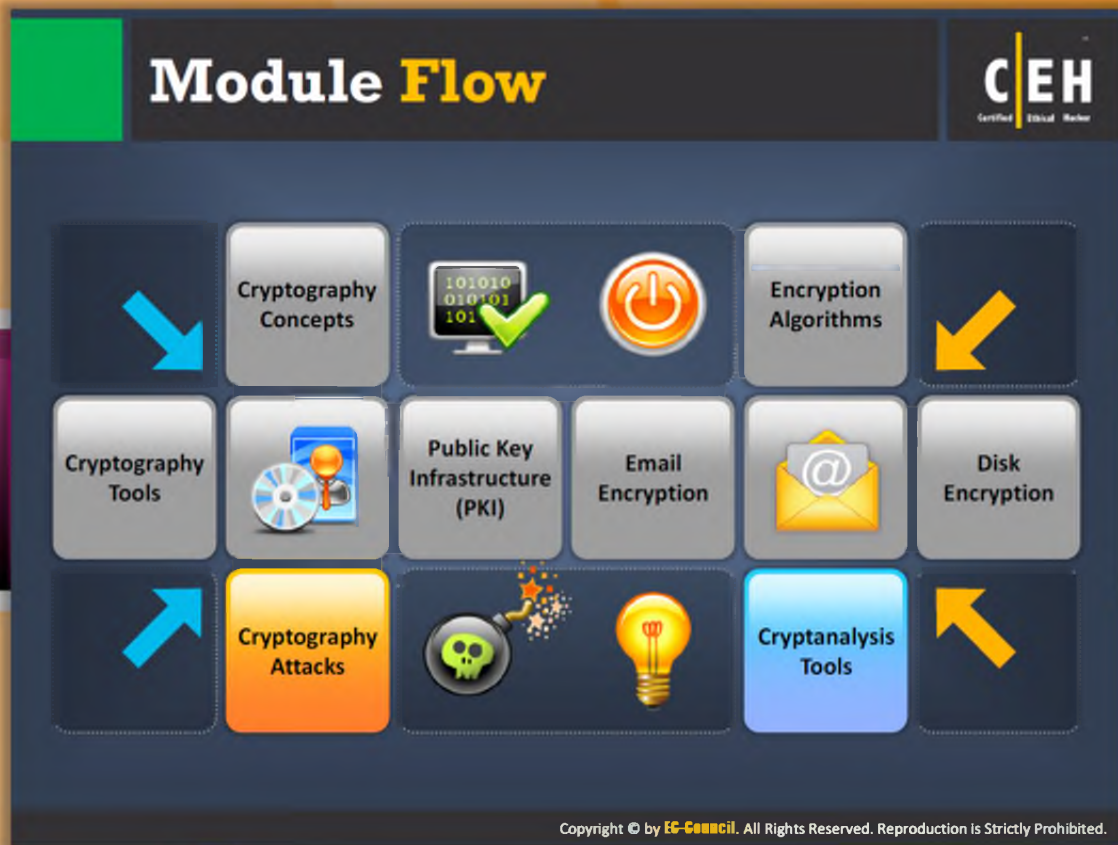 Module Flow
C|EH
Certified Ethical Hacker
Cryptography
Concepts
101010
010101
101
Encryption
Algorithms
Cryptography
Tools
Public Key
Infrastructure
(PKI)
Email
Encryption
@
Disk
Encryption
Cryptography
Attacks
Cryptanalysis
Tools
Copyright © by EC-Council. All Rights Reserved. Reproduction is Strictly Prohibited.